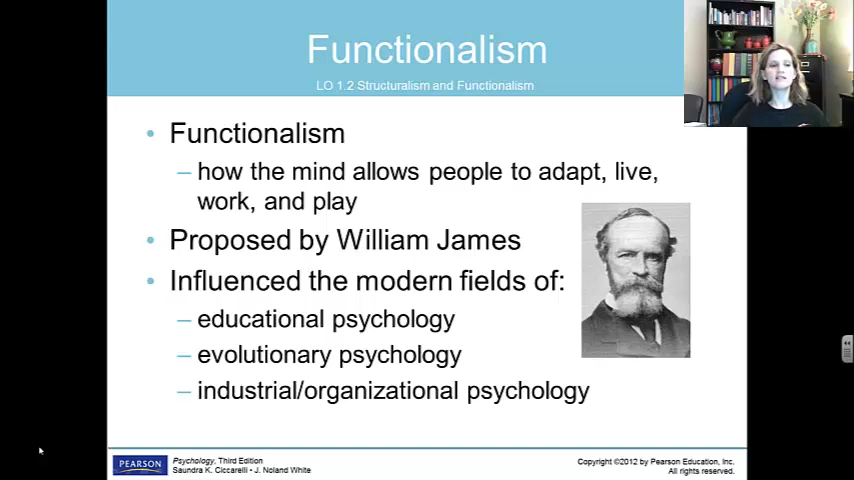 Functionalism
LO 1.2 Structuralism and Functionalism
• Functionalism
– how the mind allows people to adapt, live,
work, and play
• Proposed by William James
• Influenced the modern fields of:
– educational psychology
– evolutionary psychology
– industrial/organizational psychology
PEARSON
Psychology, Third Edition
Saundra K. Ciccarelli • J. Noland White
Copyright ©2012 by Pearson Education, Inc.
All rights reserved.